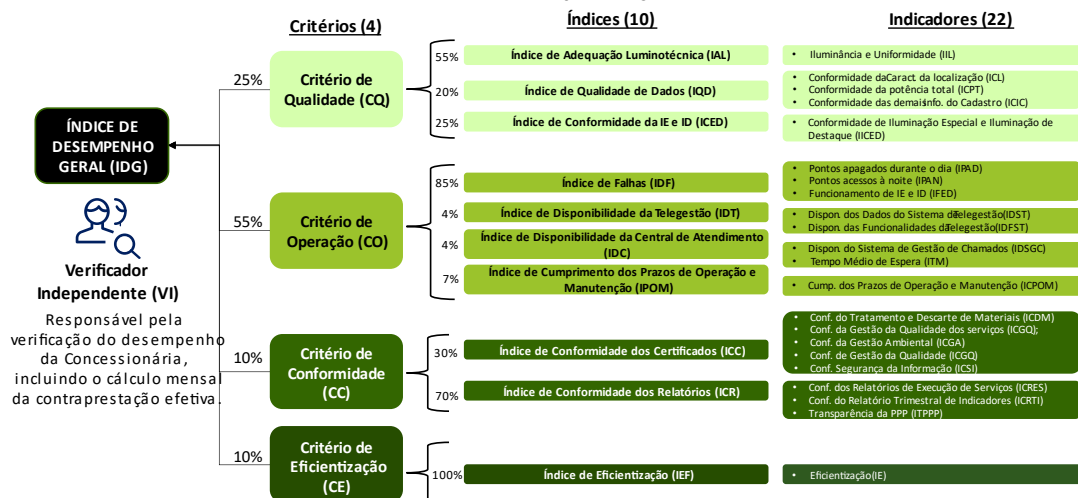 Critérios (4)
Índices (10)
Indicadores (22)
ÍNDICE DE
DESEMPENHO
GERAL (IDG)
Verificador
Independente (VI)
Responsável pela
verificação do desempenho
da Concessionária,
incluindo o cálculo mensal
da contraprestação efetiva.
25%
Critério de
Qualidade (CQ)
55%
Índice de Adequação Luminotécnica (IAL)
• Iluminância e Uniformidade (IIL)
20%
Índice de Qualidade de Dados (IQD)
• Conformidade da Caract. da localização (ICL)
• Conformidade da potência total (ICPT)
• Conformidade das demais info. do Cadastro (ICIC)
25%
Índice de Conformidade da IE e ID (ICED)
• Conformidade de Iluminação Especial e Iluminação de
Destaque (IICED)
55%
Critério de
Operação (CO)
85%
Índice de Falhas (IDF)
• Pontos apagados durante o dia (IPAD)
• Pontos acessos à noite (IPAN)
• Funcionamento de IE e ID (IFED)
4%
Índice de Disponibilidade da Telegestão (IDT)
• Dispon. dos Dados do Sistema de Telegestão (IDST)
• Dispon. das Funcionalidades da Telegestão (IDFST)
4%
Índice de Disponibilidade da Central de Atendimento
(IDC)
• Dispon. do Sistema de Gestão de Chamados (IDSGC)
• Tempo Médio de Espera (ITM)
7%
Índice de Cumprimento dos Prazos de Operação e
Manutenção (IPOM)
• Cump. dos Prazos de Operação e Manutenção (ICPOM)
10%
Critério de
Conformidade
(CC)
30%
Índice de Conformidade dos Certificados (ICC)
• Conf. do Tratamento e Descarte de Materiais (ICDM)
• Conf. da Gestão da Qualidade dos serviços (ICGQ);
• Conf. da Gestão Ambiental (ICGA)
• Conf. de Gestão da Qualidade (ICGQ)
• Conf. Segurança da Informação (ICSI)
70%
Índice de Conformidade dos Relatórios (ICR)
• Conf. dos Relatórios de Execução de Serviços (ICRES)
• Conf. do Relatório Trimestral de Indicadores (ICRTI)
• Transparência da PPP (ITPPP)
10%
Critério de
Eficientização
(CE)
100%
Índice de Eficientização (IEF)
• Eficientização (IE)